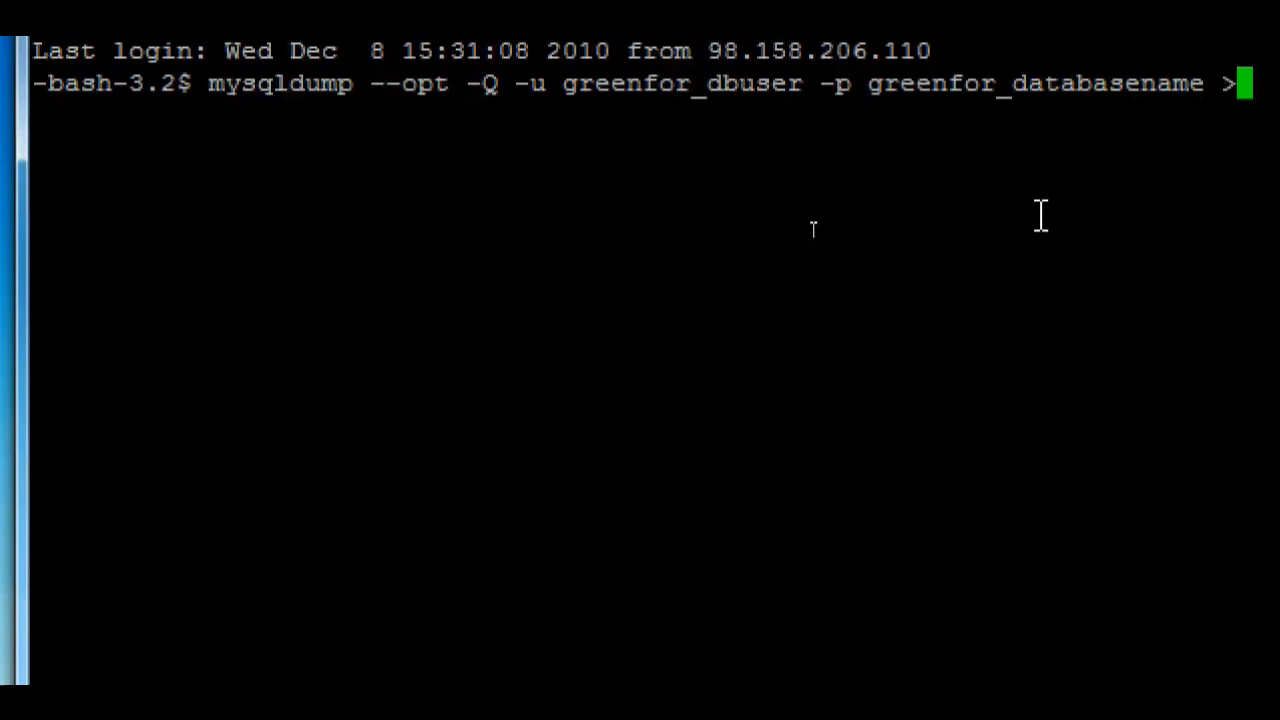 Last login: Wed Dec  8 15:31:08 2010 from 98.158.206.110
-bash-3.2$ mysqldump --opt -Q -u greenfor_dbuser -p greenfor_databasename >